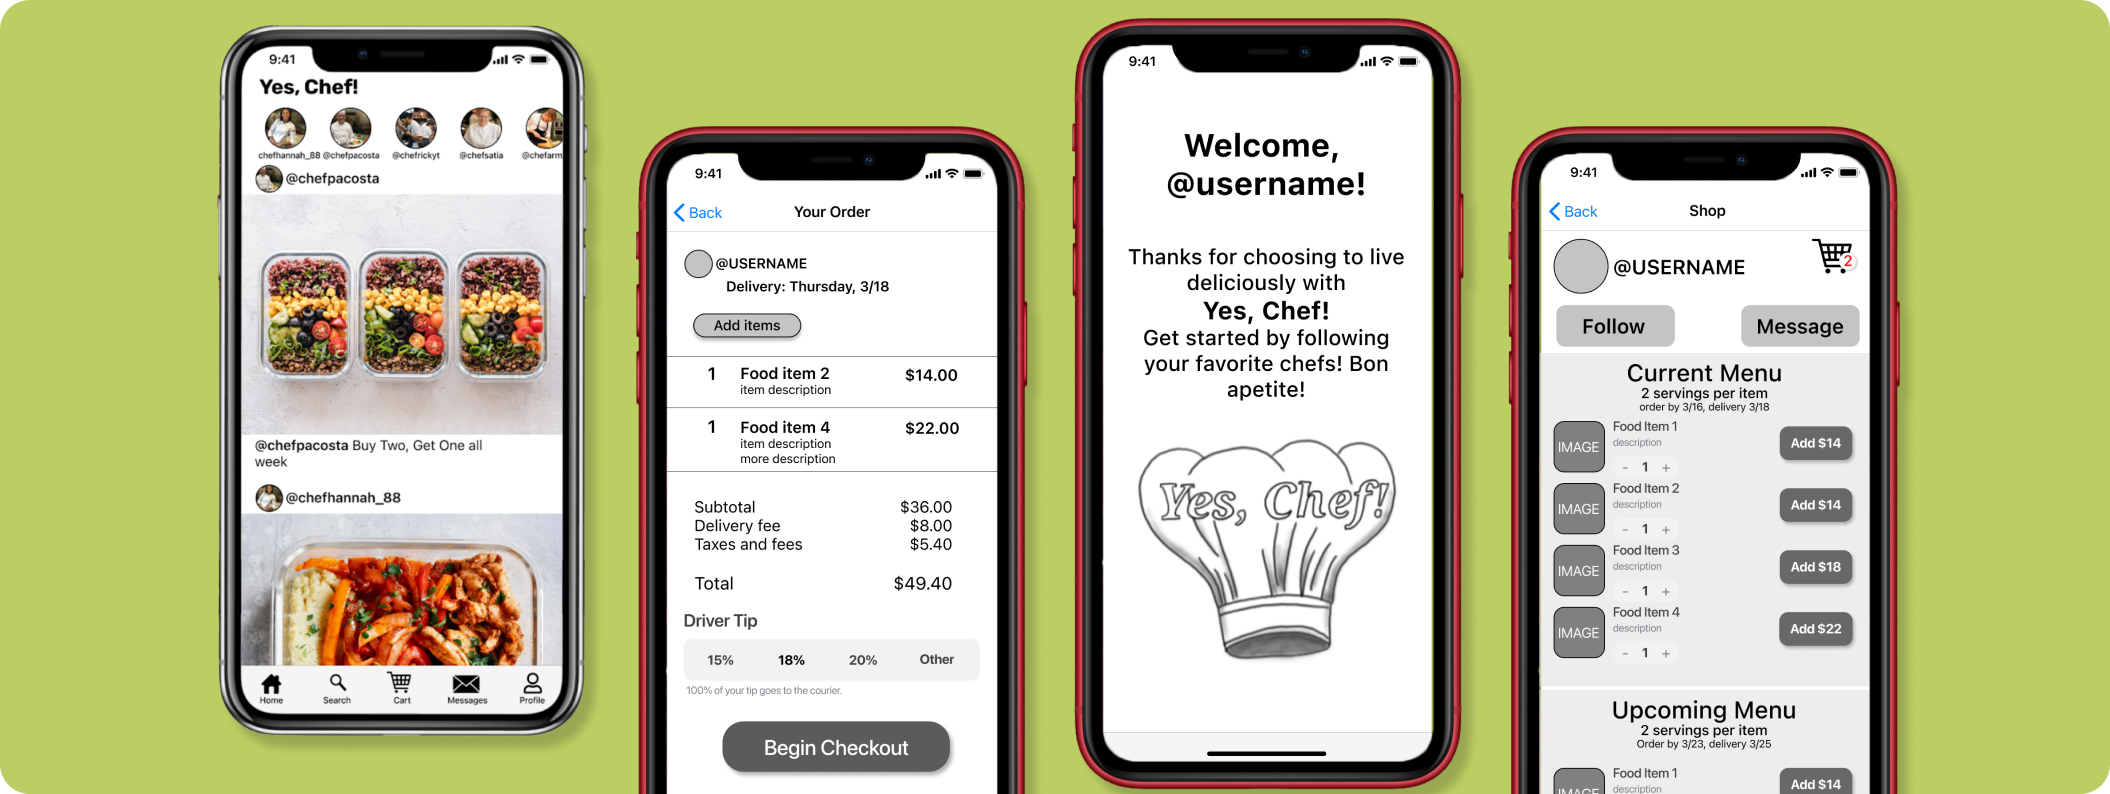 9:41
Yes, Chef!
chefhannah_88 @chefpacosta @chefrickyt @chefsatia @chefarm
@chefpacosta
@chefpacosta Buy Two, Get One all
week
@chefhannah_88
Home Search Cart Messages Profile
9:41
Back Your Order
@USERNAME
Delivery: Thursday, 3/18
Add items
1 Food item 2 $14.00
item description
1 Food item 4 $22.00
item description
more description
Subtotal $36.00
Delivery fee $8.00
Taxes and fees $5.40
Total $49.40
Driver Tip
15% 18% 20% Other
100% of your tip goes to the courier.
Begin Checkout
9:41
Welcome,
@username!
Thanks for choosing to live
deliciously with
Yes, Chef!
Get started by following
your favorite chefs! Bon
apetite!
Yes, Chef!
9:41
Back Shop
@USERNAME 2
Follow Message
Current Menu
2 servings per item
order by 3/16, delivery 3/18
Food Item 1
IMAGE description Add $14
- 1 +
Food Item 2
IMAGE description Add $14
- 1 +
Food Item 3
IMAGE description Add $18
- 1 +
Food Item 4
IMAGE description Add $22
- 1 +
Upcoming Menu
2 servings per item
Order by 3/23, delivery 3/25
Food Item 1
IMAGE description Add $14